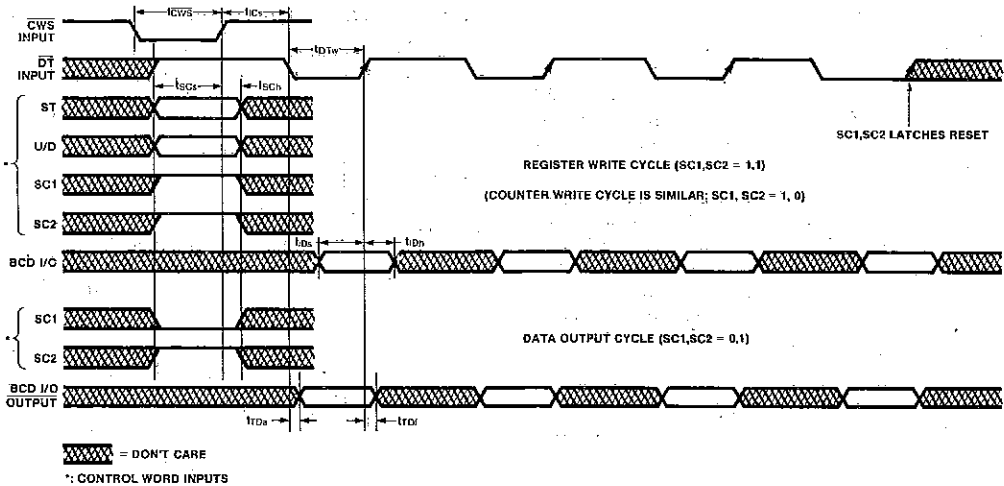 tCWS tICs
CWS
INPUT
tDTw
DT
INPUT
tSCs tSCh
ST
SC1,SC2 LATCHES RESET
U/D
REGISTER WRITE CYCLE (SC1,SC2 = 1,1)
*
SC1
(COUNTER WRITE CYCLE IS SIMILAR; SC1, SC2 = 1, 0)
SC2
tIDs tIDh
BCD I/O
SC1
*
DATA OUTPUT CYCLE (SC1,SC2 = 0,1)
SC2
BCD I/O
OUTPUT
tTDa tTDf
= DON'T CARE
*: CONTROL WORD INPUTS